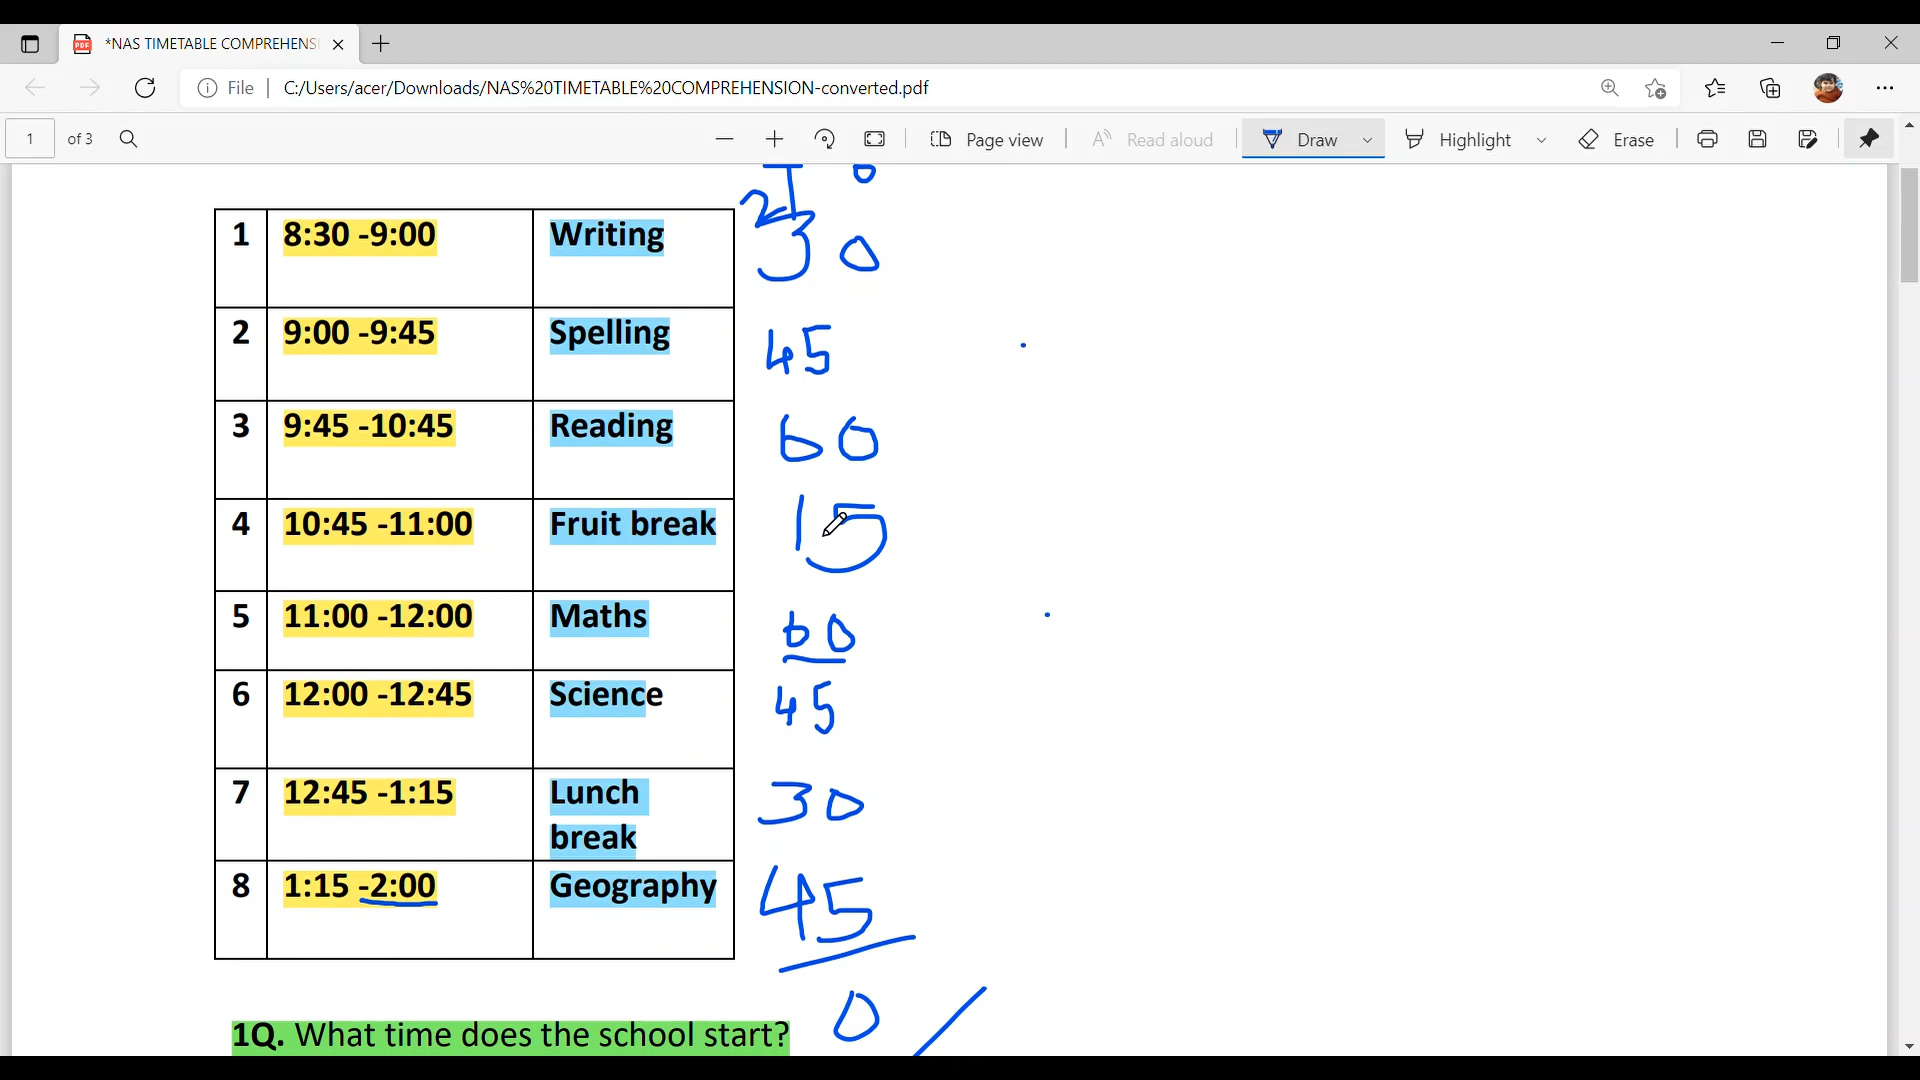 *NAS TIMETABLE COMPREHENS
File C:/Users/acer/Downloads/NAS%20TIMETABLE%20COMPREHENSION-converted.pdf
1 of 3 Page view Read aloud Draw Highlight Erase
0
2
1 8:30 -9:00 Writing 30
2 9:00 -9:45 Spelling 45
3 9:45 -10:45 Reading 60
4 10:45 -11:00 Fruit break 15
5 11:00 -12:00 Maths 60
6 12:00 -12:45 Science 45
7 12:45 -1:15 Lunch break 30
8 1:15 -2:00 Geography 45
0
1Q. What time does the school start?